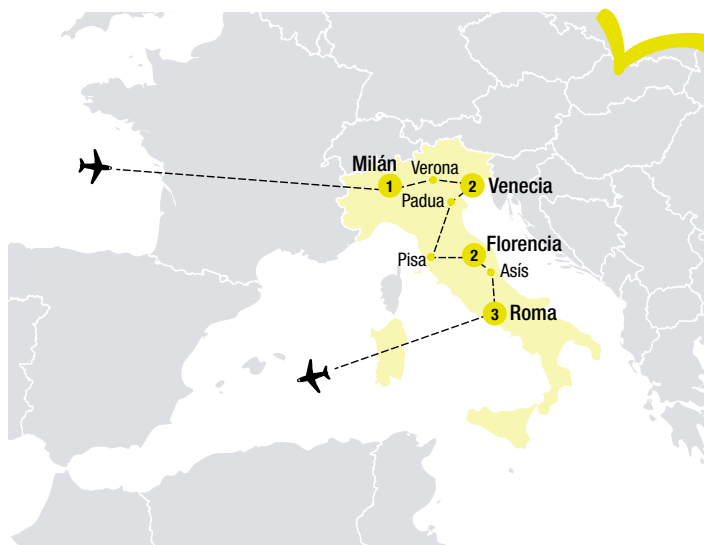 Milán
1
Verona
2
Venecia
Padua
Pisa
2
Florencia
Asís
3
Roma